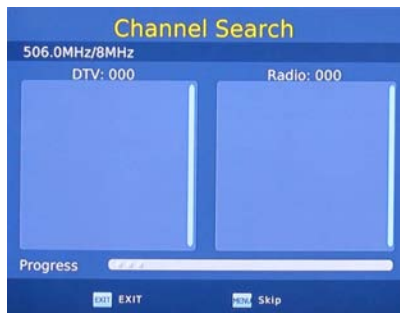 Channel Search
506.0MHz/8MHz
DTV: 000 Radio: 000
Progress
EXIT EXIT MENU Skip